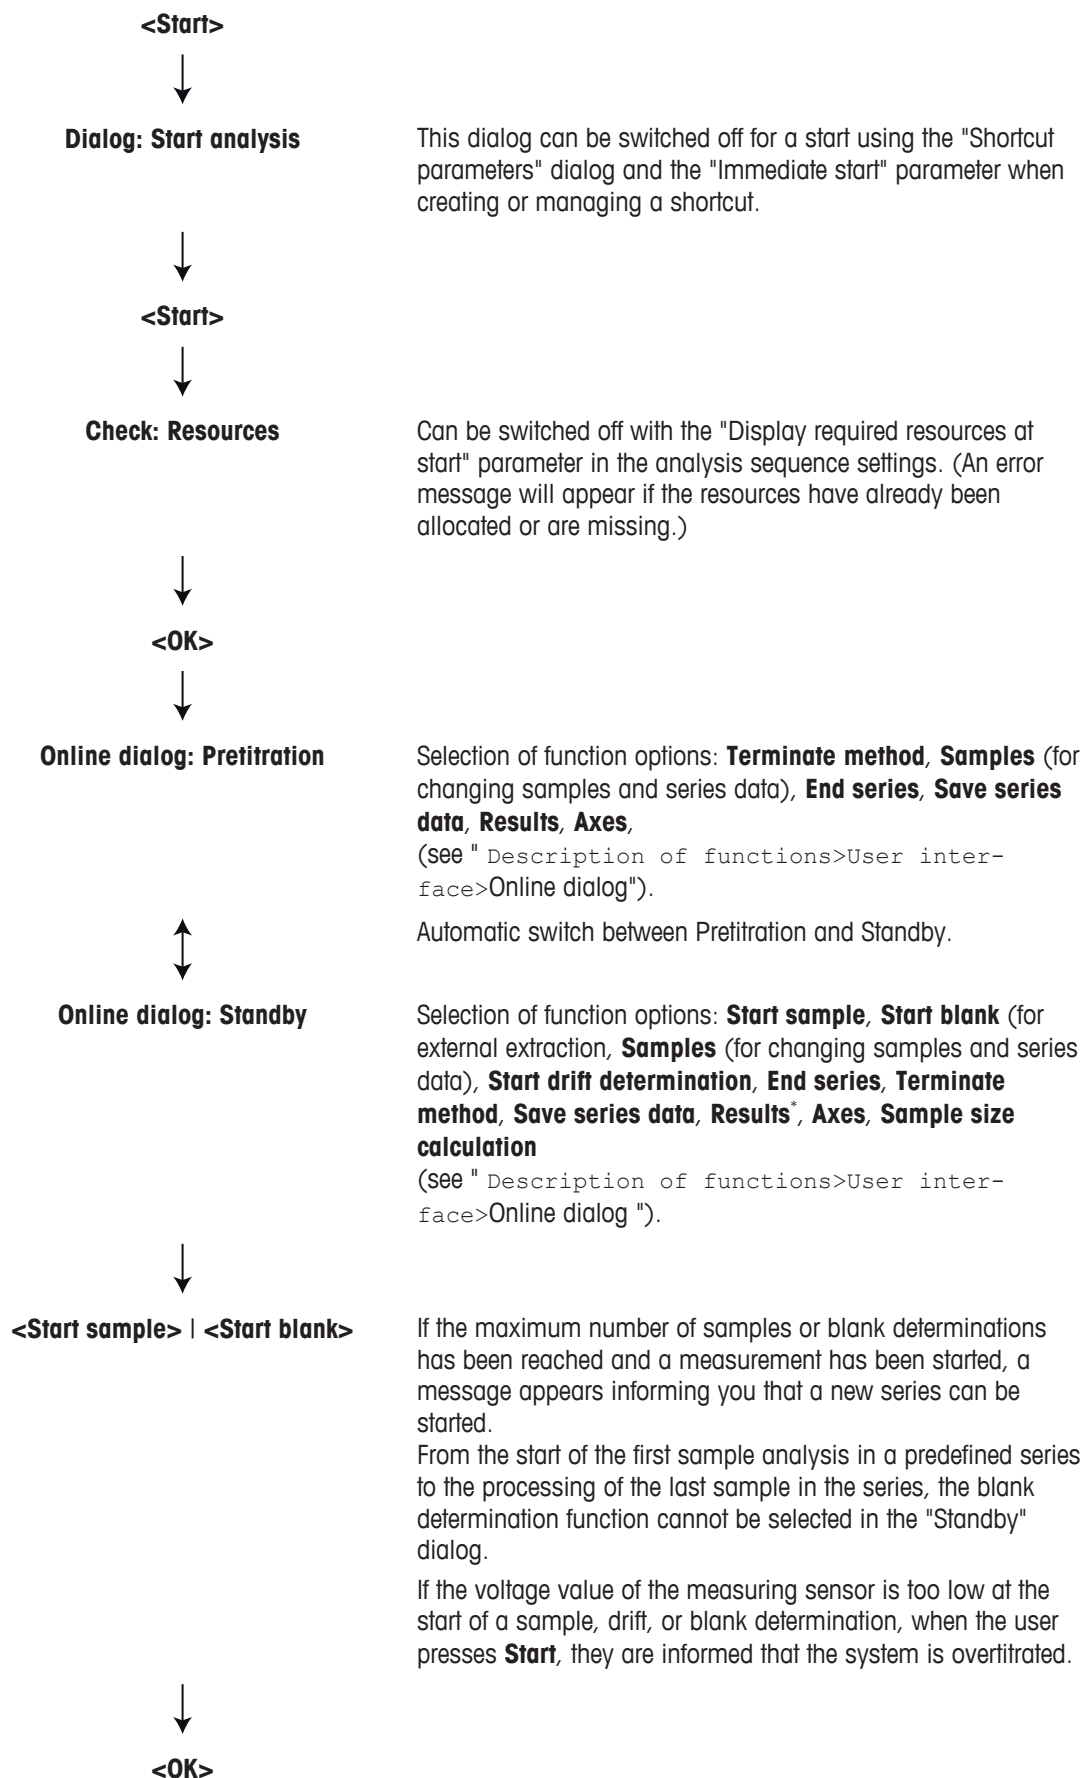 <Start>
Dialog: Start analysis
This dialog can be switched off for a start using the "Shortcut
parameters" dialog and the "Immediate start" parameter when
creating or managing a shortcut.
<Start>
Check: Resources
Can be switched off with the "Display required resources at
start" parameter in the analysis sequence settings. (An error
message will appear if the resources have already been
allocated or are missing.)
<OK>
Online dialog: Pretitration
Selection of function options: Terminate method, Samples (for
changing samples and series data), End series, Save series
data, Results, Axes,
(see " Description of functions>User inter-
face>Online dialog").
Automatic switch between Pretitration and Standby.
Online dialog: Standby
Selection of function options: Start sample, Start blank (for
external extraction, Samples (for changing samples and series
data), Start drift determination, End series, Terminate
method, Save series data, Results*, Axes, Sample size
calculation
(see " Description of functions>User inter-
face>Online dialog ").
<Start sample> | <Start blank>
If the maximum number of samples or blank determinations
has been reached and a measurement has been started, a
message appears informing you that a new series can be
started.
From the start of the first sample analysis in a predefined series
to the processing of the last sample in the series, the blank
determination function cannot be selected in the "Standby"
dialog.
If the voltage value of the measuring sensor is too low at the
start of a sample, drift, or blank determination, when the user
presses Start, they are informed that the system is overtitrated.
<OK>